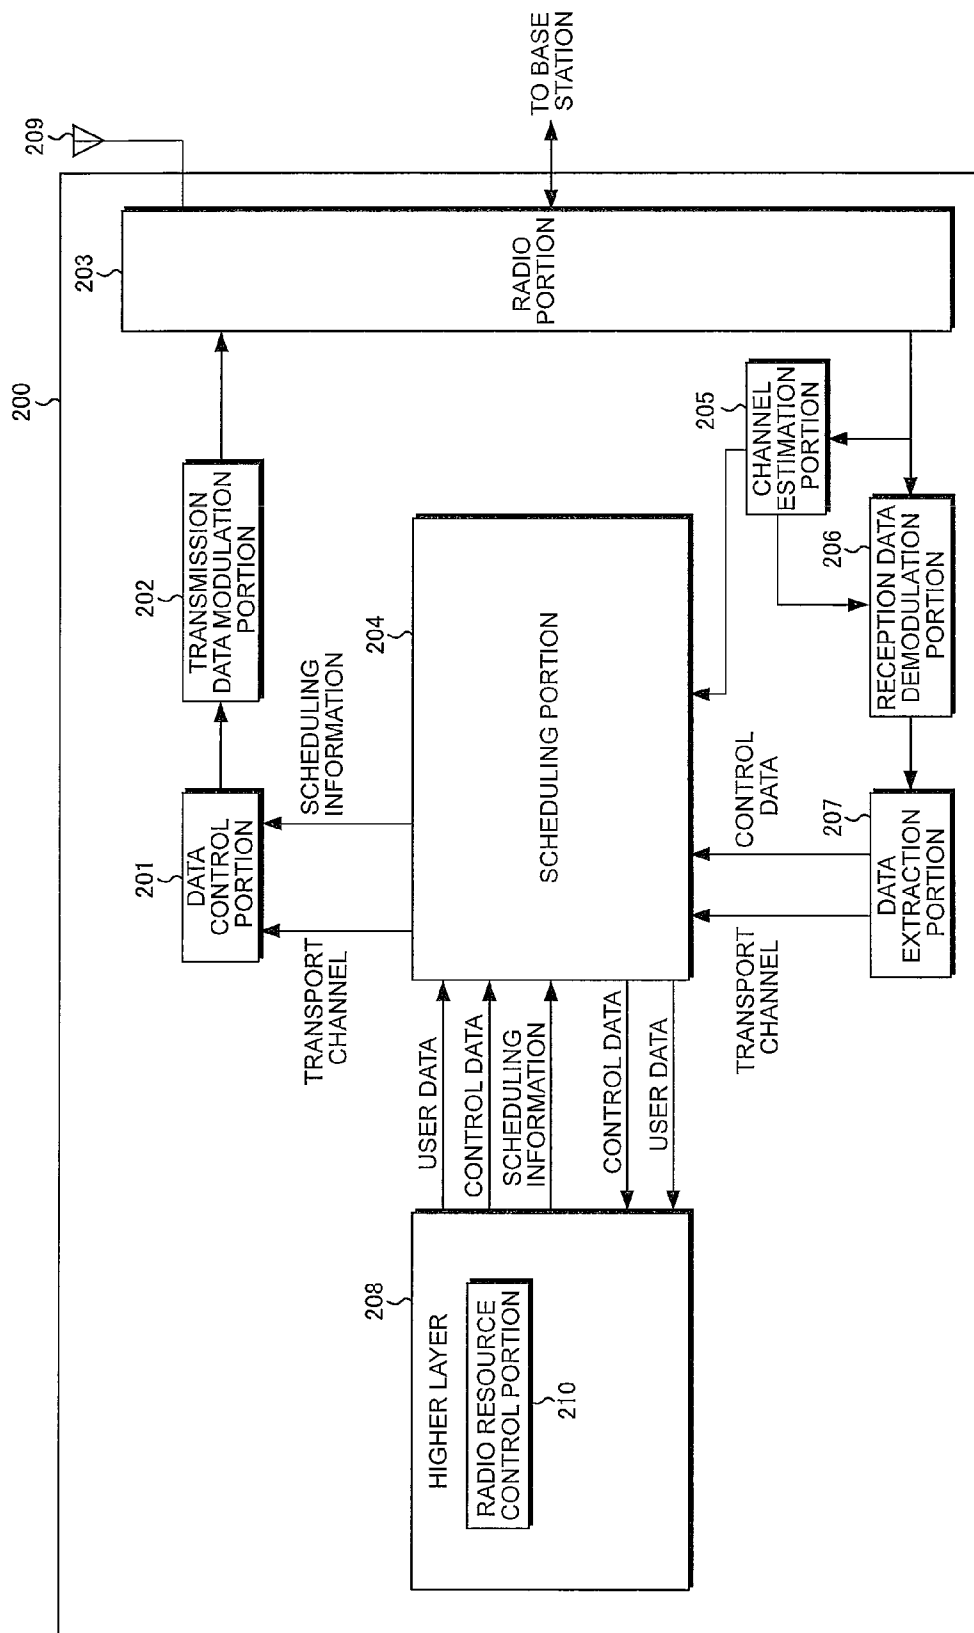 200
209
201
DATA
CONTROL
PORTION
202
TRANSMISSION
DATA MODULATION
PORTION
203
RADIO
PORTION
TO BASE
STATION
TRANSPORT
CHANNEL
SCHEDULING
INFORMATION
208
HIGHER LAYER
RADIO RESOURCE
CONTROL PORTION
210
USER DATA
CONTROL DATA
SCHEDULING
INFORMATION
CONTROL DATA
USER DATA
204
SCHEDULING PORTION
205
CHANNEL
ESTIMATION
PORTION
TRANSPORT
CHANNEL
CONTROL
DATA
207
DATA
EXTRACTION
PORTION
206
RECEPTION DATA
DEMODULATION
PORTION